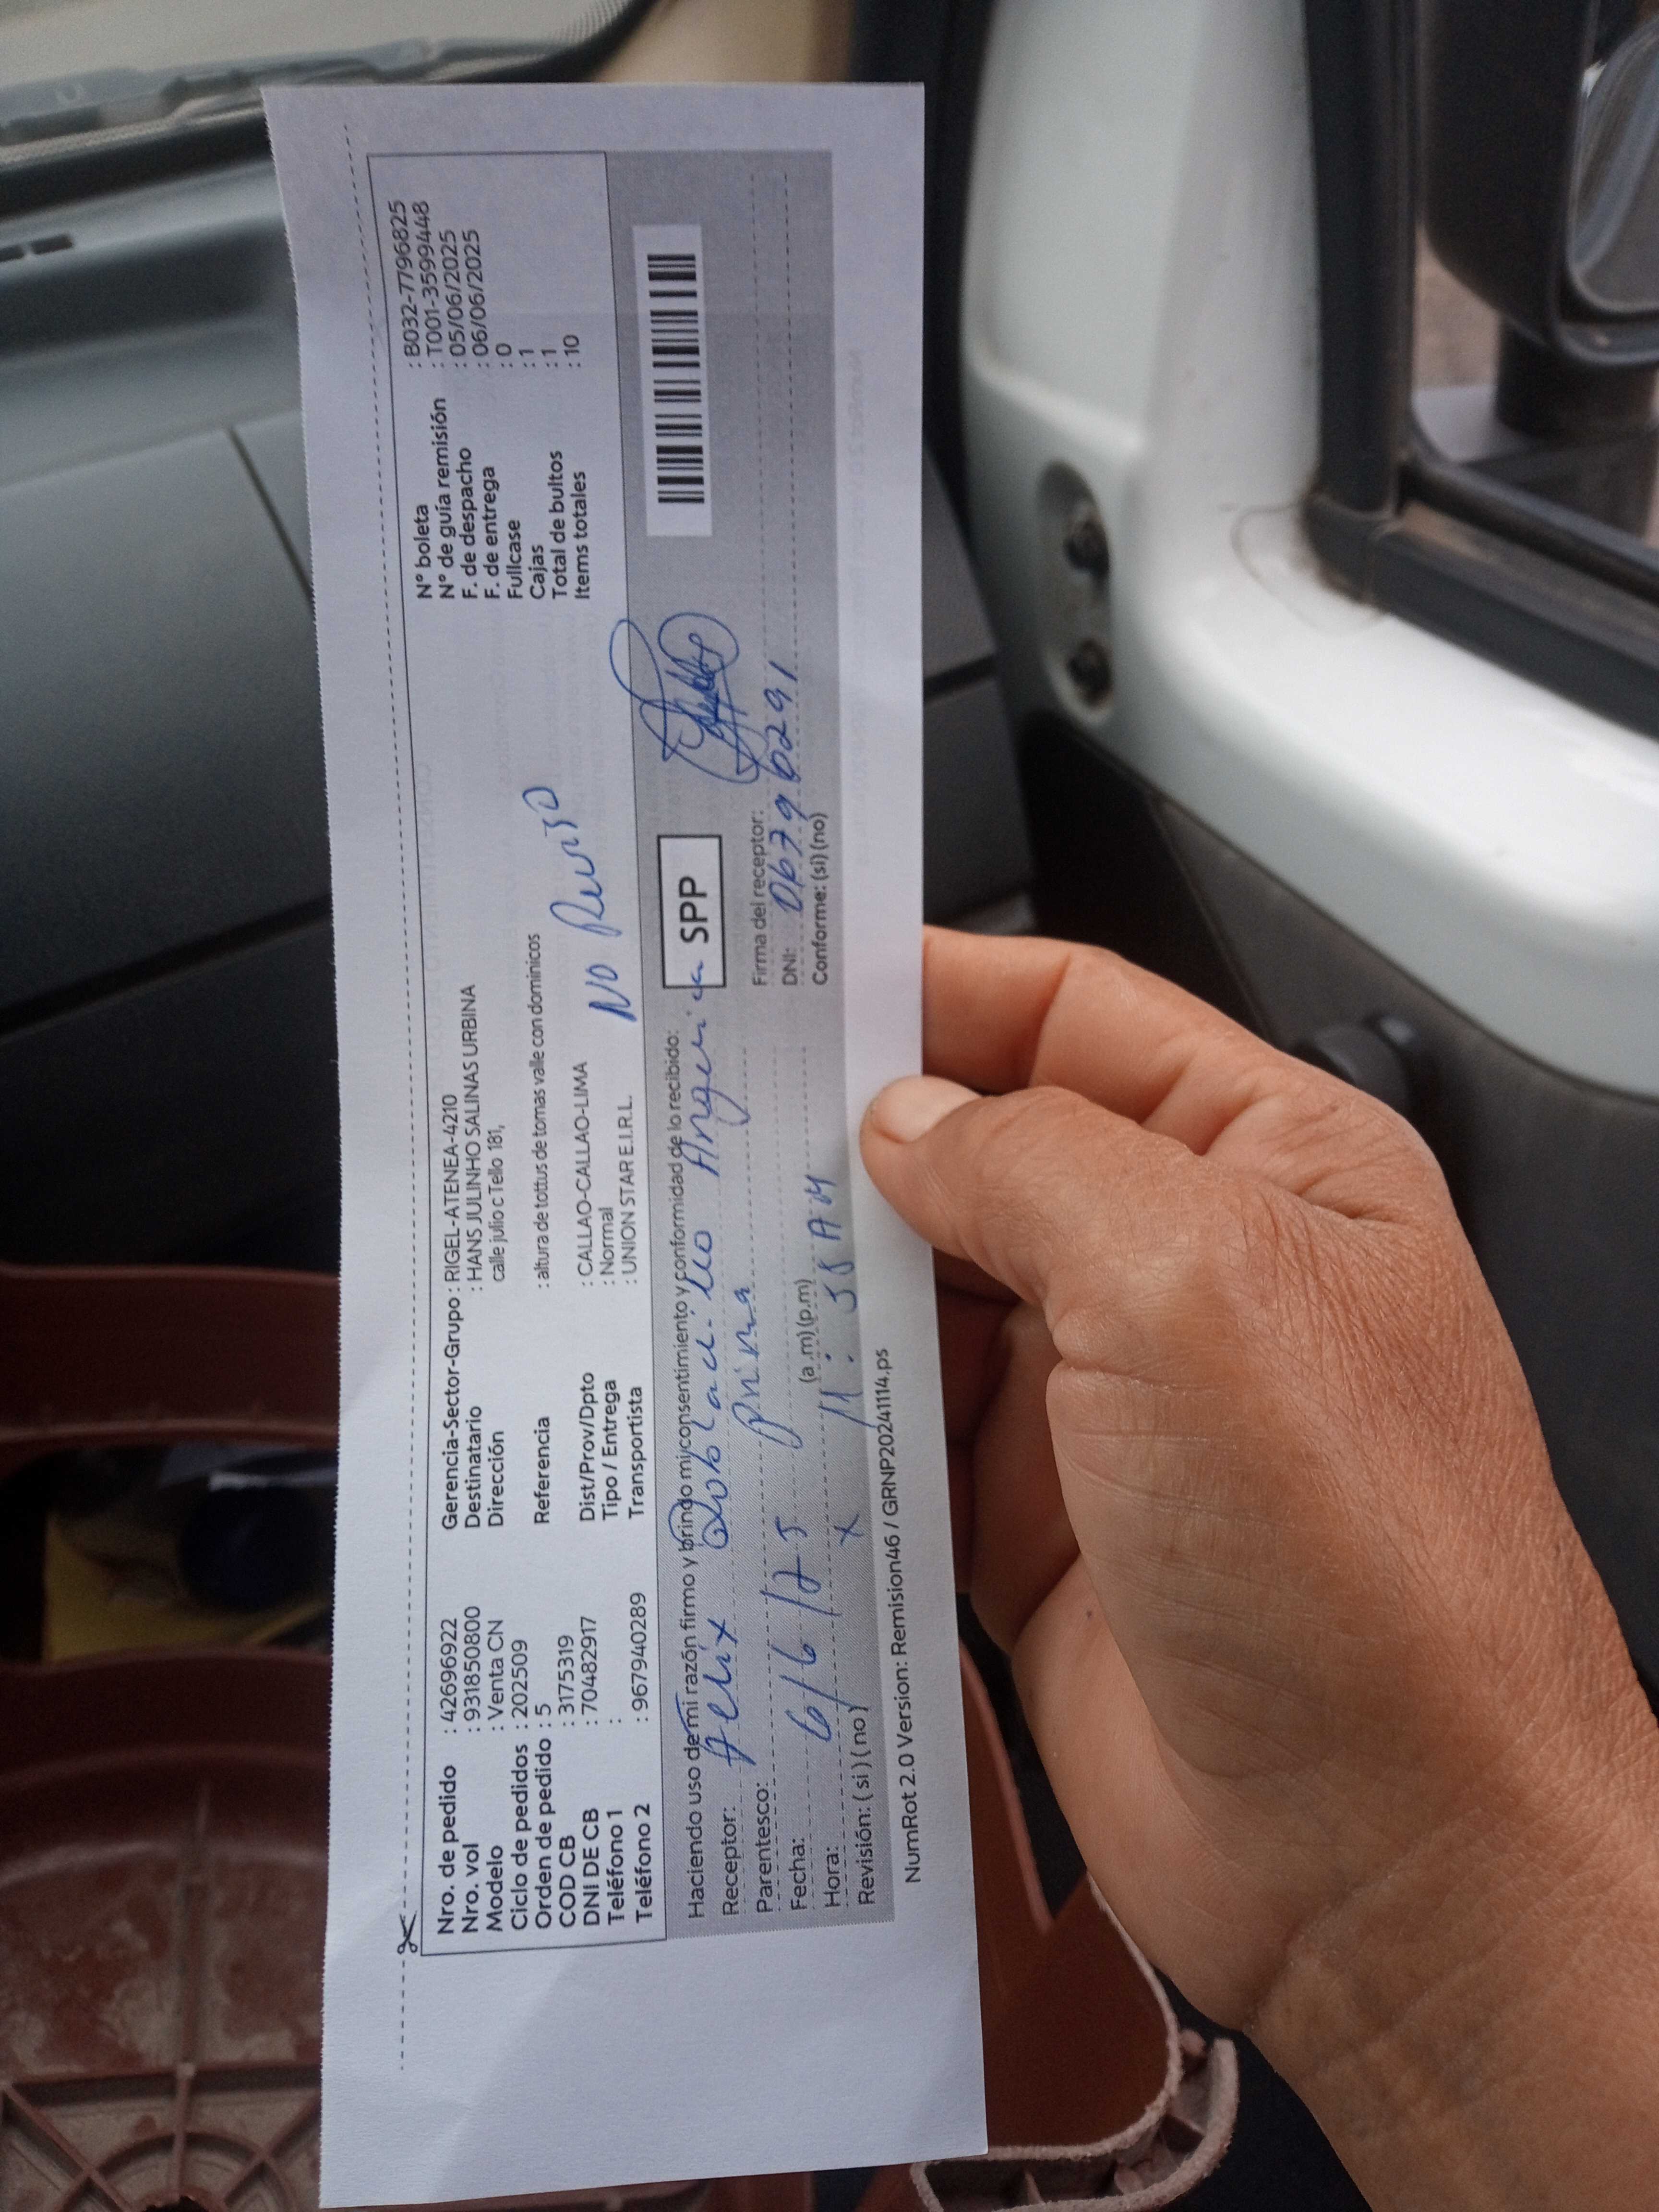 Nro. de pedido : 42696922
Nro. vol : 931850800
Modelo : Venta CN
Ciclo de pedidos : 202509
Orden de pedido : 5
COD CB : 3175319
DNI DE CB : 70482917
Teléfono 1 :
Teléfono 2 : 967940289
Gerencia-Sector-Grupo : RIGEL-ATENEA-4210
Destinatario : HANS JULINHO SALINAS URBINA
Dirección calle julio c Tello 181,
Referencia : altura de tottus de tomas valle con dominicos
Dist/Prov/Dpto : CALLAO-CALLAO-LIMA
Tipo / Entrega : Normal
Transportista : UNION STAR E.I.R.L.
N° boleta : B032-7796825
N° de guía remisión : T001-3599448
F. de despacho : 05/06/2025
F. de entrega : 06/06/2025
Fullcase : 0
Cajas : 1
Total de bultos : 1
Items totales : 10
NO
Haciendo uso de mi razón firmo y brindo mi consentimiento y conformidad de lo recibido:
SPP
Receptor:
Parentesco: Prima
Fecha: 6/6/25
Hora: 11:58 AM (a.m) (p.m)
Revisión: ( si ) ( no ) x
Firma del receptor:
DNI: 06796291
Conforme: (si) (no)
NumRot 2.0 Version: Remision46 / GRNP20241114.ps